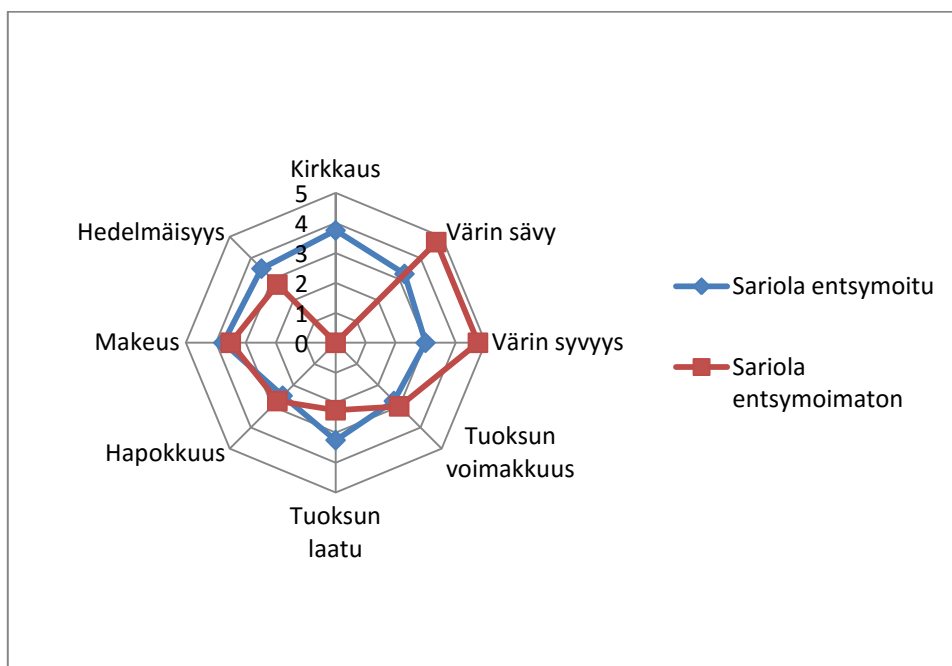 Kirkkaus
5
4
3
2
1
0
Värin sävy
Värin syvyys
Tuoksun
voimakkuus
Tuoksun
laatu
Hapokkuus
Makeus
Hedelmäisyys
Sariola entsymoitu
Sariola
entsymoimaton